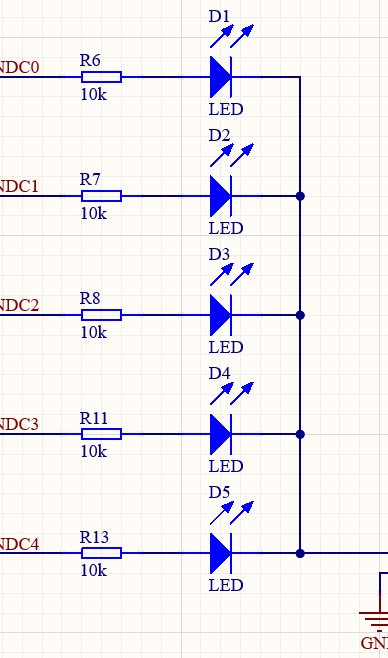 D1
NDC0
R6
10k
LED
D2
NDC1
R7
10k
LED
D3
NDC2
R8
10k
LED
D4
NDC3
R11
10k
LED
D5
NDC4
R13
10k
LED